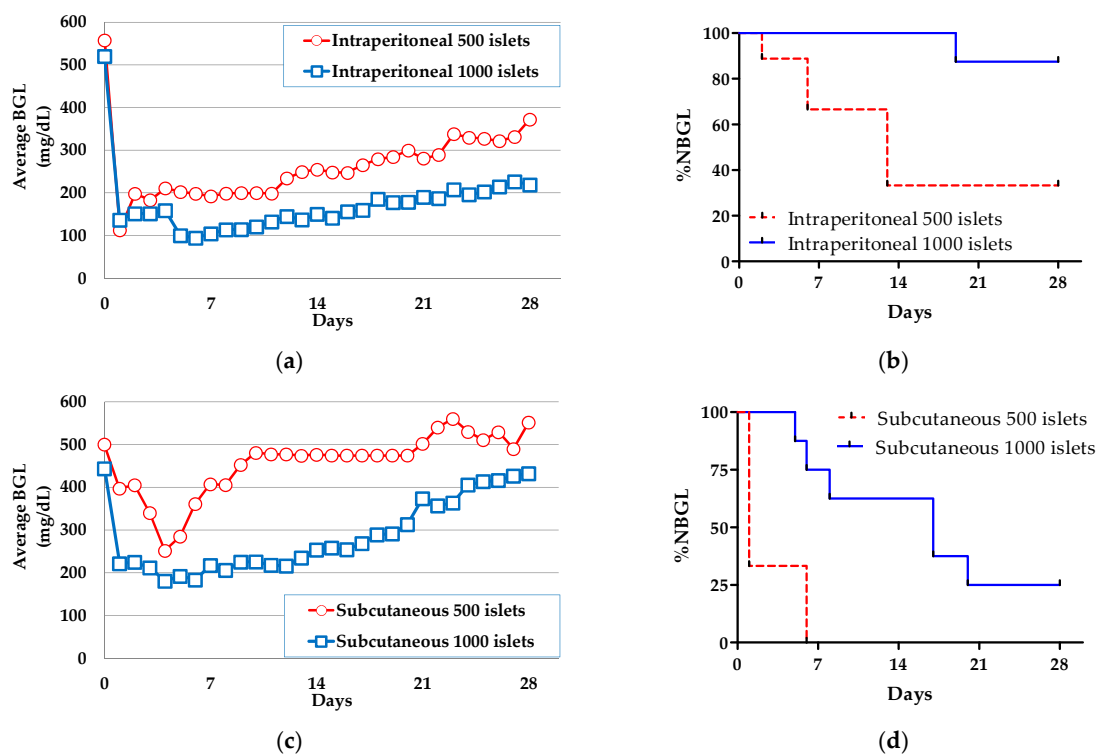 600
500
400
300
200
100
0
Average BGL
(mg/dL)
Intraperitoneal 500 islets
Intraperitoneal 1000 islets
0 7 14 21 28
Days
(a)
100
80
60
40
20
0
%NBGL
Intraperitoneal 500 islets
Intraperitoneal 1000 islets
0 7 14 21 28
Days
(b)
600
500
400
300
200
100
0
Average BGL
(mg/dL)
Subcutaneous 500 islets
Subcutaneous 1000 islets
0 7 14 21 28
Days
(c)
100
75
50
25
0
%NBGL
Subcutaneous 500 islets
Subcutaneous 1000 islets
0 7 14 21 28
Days
(d)